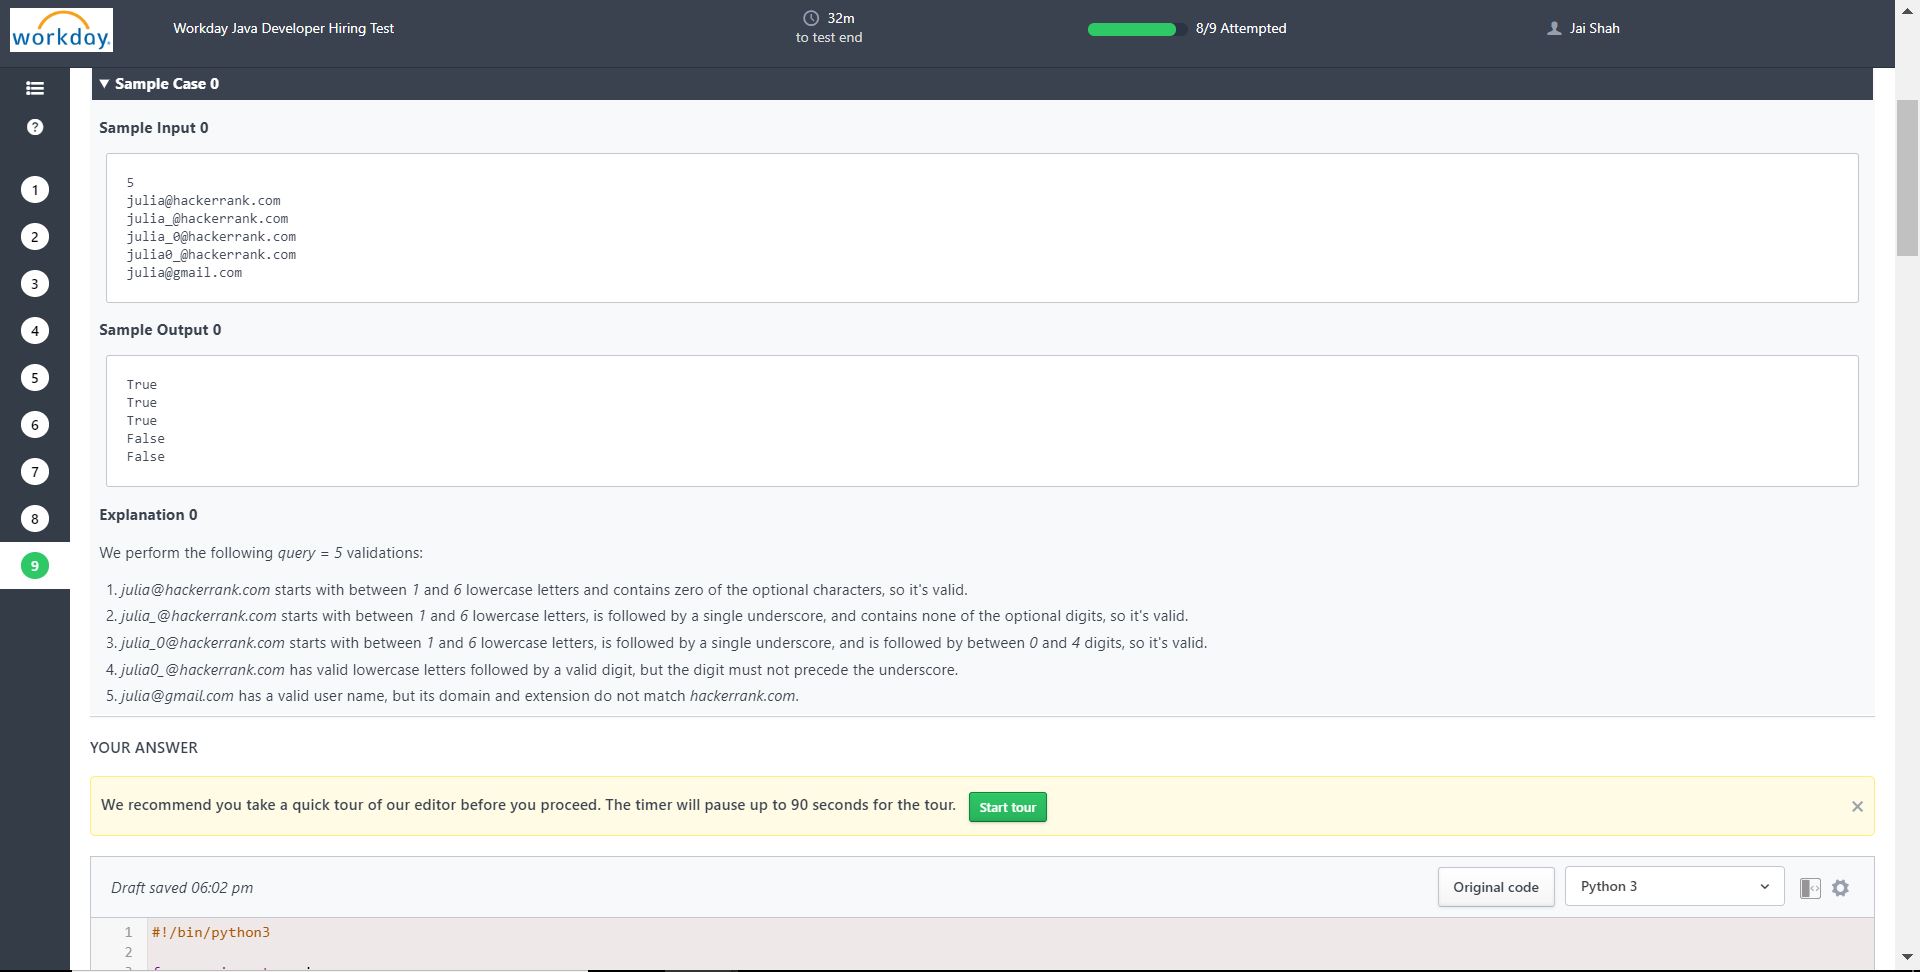 workday.
Workday Java Developer Hiring Test
32m
to test end
8/9 Attempted
Jai Shah
Sample Case 0
?
Sample Input 0
1
2
3
4
5
6
7
8
9
5
julia@hackerrank.com
julia_@hackerrank.com
julia_0@hackerrank.com
julia0_@hackerrank.com
julia@gmail.com
Sample Output 0
True
True
True
False
False
Explanation 0
We perform the following query = 5 validations:
1. julia@hackerrank.com starts with between 1 and 6 lowercase letters and contains zero of the optional characters, so it's valid.
2. julia_@hackerrank.com starts with between 1 and 6 lowercase letters, is followed by a single underscore, and contains none of the optional digits, so it's valid.
3. julia_0@hackerrank.com starts with between 1 and 6 lowercase letters, is followed by a single underscore, and is followed by between 0 and 4 digits, so it's valid.
4. julia0_@hackerrank.com has valid lowercase letters followed by a valid digit, but the digit must not precede the underscore.
5. julia@gmail.com has a valid user name, but its domain and extension do not match hackerrank.com.
YOUR ANSWER
We recommend you take a quick tour of our editor before you proceed. The timer will pause up to 90 seconds for the tour.
Start tour
Draft saved 06:02 pm
Original code
Python 3
1 #!/bin/python3
2